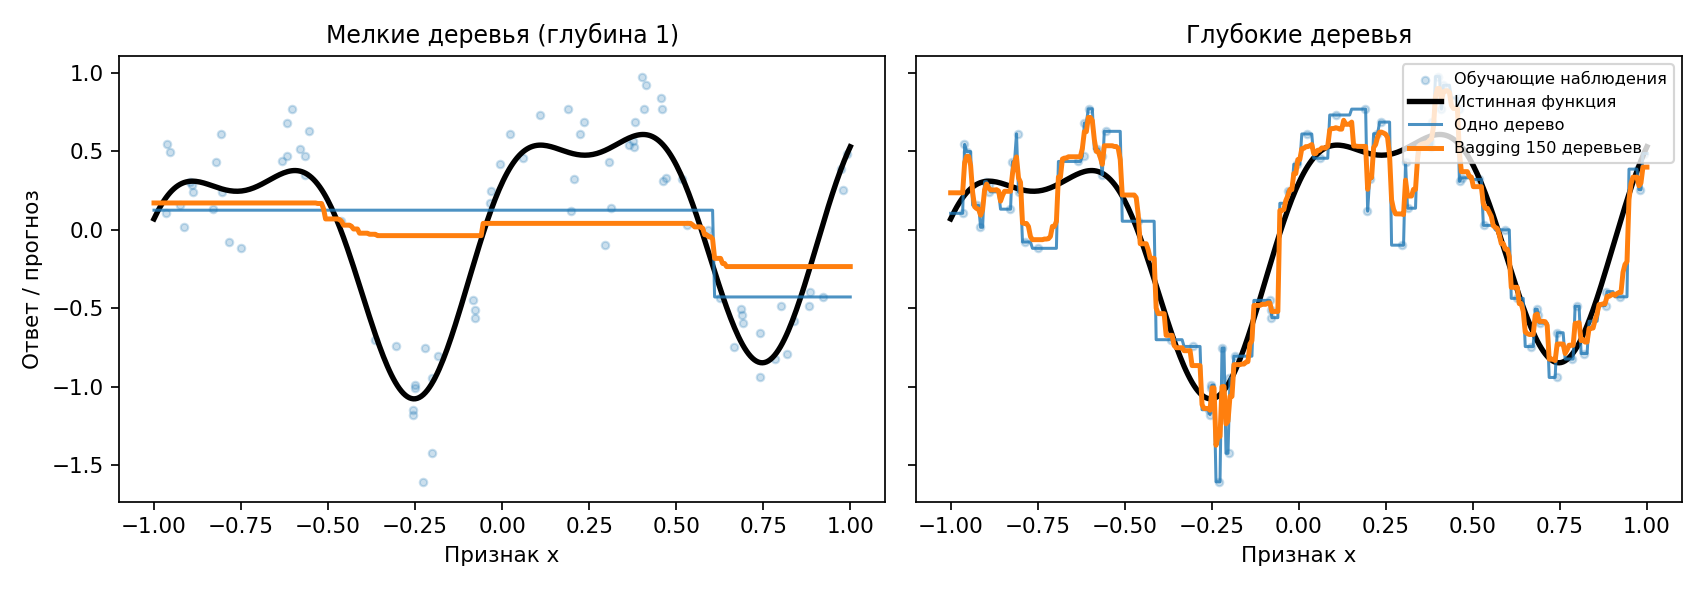 Мелкие деревья (глубина 1)
Глубокие деревья
Ответ / прогноз
1.0
0.5
0.0
−0.5
−1.0
−1.5
−1.00 −0.75 −0.50 −0.25 0.00 0.25 0.50 0.75 1.00
Признак x
Обучающие наблюдения
Истинная функция
Одно дерево
Bagging 150 деревьев
−1.00 −0.75 −0.50 −0.25 0.00 0.25 0.50 0.75 1.00
Признак x